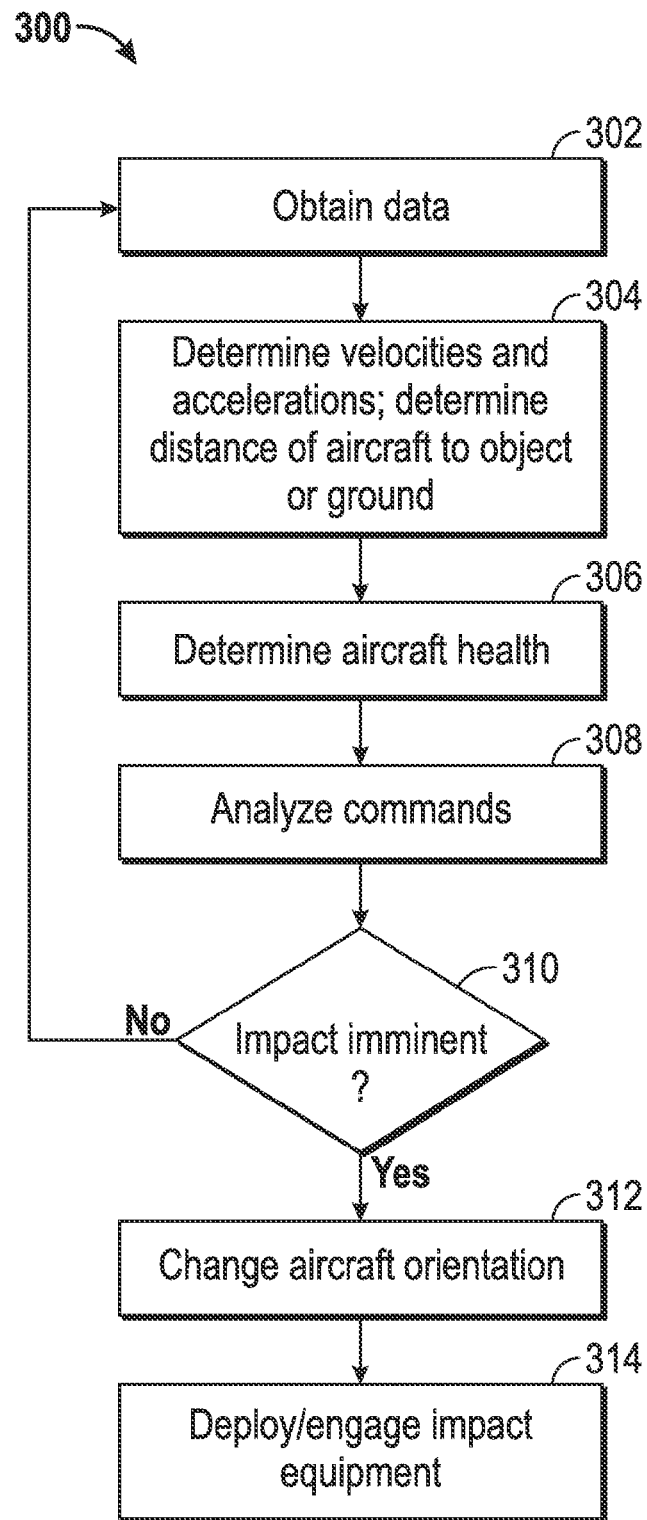 300
302
Obtain data
304
Determine velocities and
accelerations; determine
distance of aircraft to object
or ground
306
Determine aircraft health
308
Analyze commands
310
No
Impact imminent
?
Yes
312
Change aircraft orientation
314
Deploy/engage impact
equipment